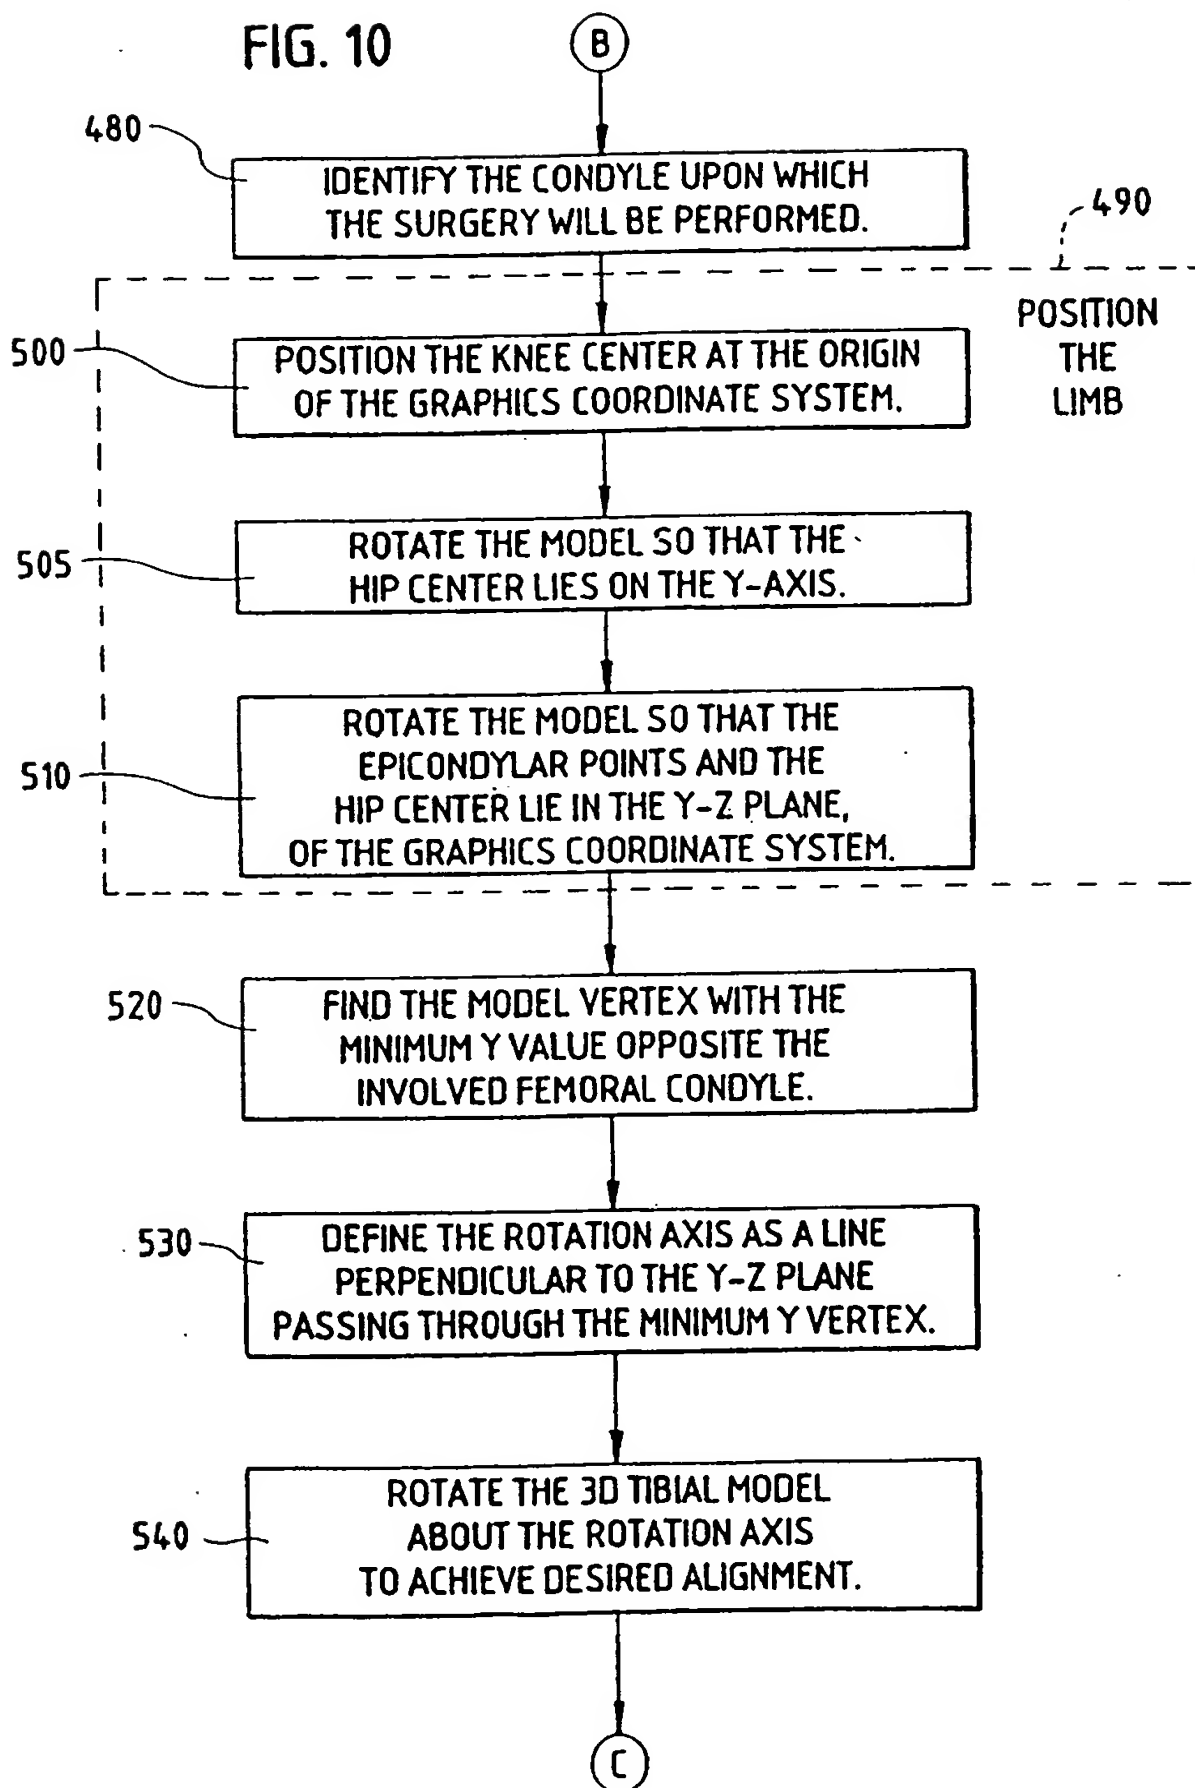 FIG. 10
B
480
IDENTIFY THE CONDYLE UPON WHICH
THE SURGERY WILL BE PERFORMED.
490
POSITION
THE
LIMB
500
POSITION THE KNEE CENTER AT THE ORIGIN
OF THE GRAPHICS COORDINATE SYSTEM.
505
ROTATE THE MODEL SO THAT THE
HIP CENTER LIES ON THE Y-AXIS.
510
ROTATE THE MODEL SO THAT THE
EPICONDYLAR POINTS AND THE
HIP CENTER LIE IN THE Y-Z PLANE,
OF THE GRAPHICS COORDINATE SYSTEM.
520
FIND THE MODEL VERTEX WITH THE
MINIMUM Y VALUE OPPOSITE THE
INVOLVED FEMORAL CONDYLE.
530
DEFINE THE ROTATION AXIS AS A LINE
PERPENDICULAR TO THE Y-Z PLANE
PASSING THROUGH THE MINIMUM Y VERTEX.
540
ROTATE THE 3D TIBIAL MODEL
ABOUT THE ROTATION AXIS
TO ACHIEVE DESIRED ALIGNMENT.
C